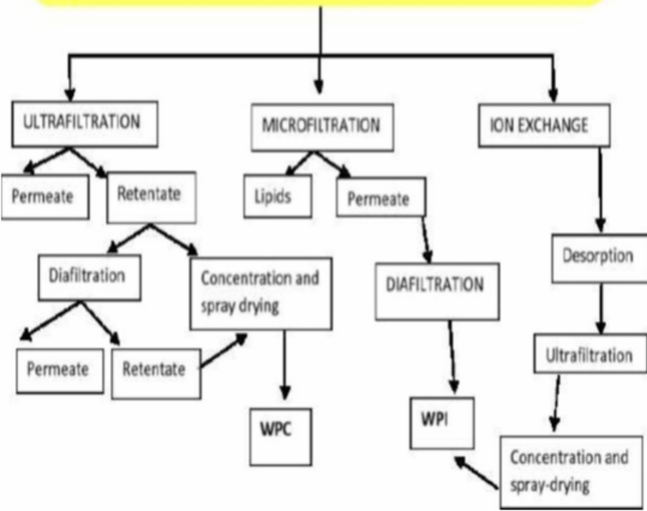 ULTRAFILTRATION
MICROFILTRATION
ION EXCHANGE
Permeate
Retentate
Lipids
Permeate
Diafiltration
Concentration and
spray drying
DIAFILTRATION
Desorption
Permeate
Retentate
Ultrafiltration
WPC
WPI
Concentration and
spray-drying